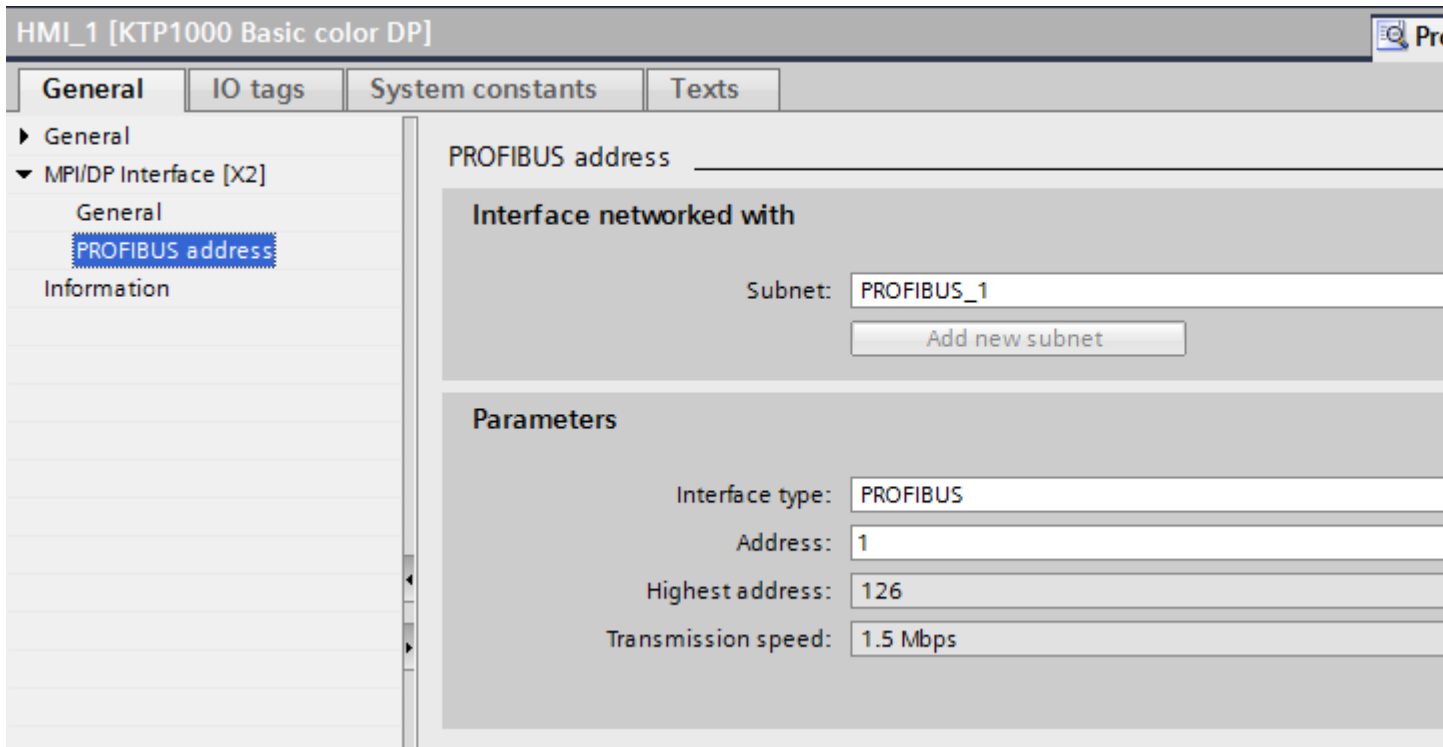 HMI_1 [KTP1000 Basic color DP]
General IO tags System constants Texts
General
MPI/DP Interface [X2]
General
PROFIBUS address
Information
PROFIBUS address
Interface networked with
Subnet: PROFIBUS_1
Add new subnet
Parameters
Interface type: PROFIBUS
Address: 1
Highest address: 126
Transmission speed: 1.5 Mbps